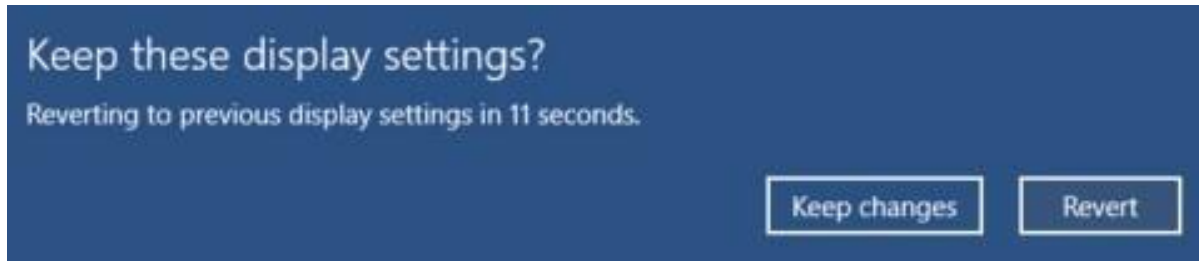 Keep these display settings?
Reverting to previous display settings in 11 seconds.
Keep changes
Revert